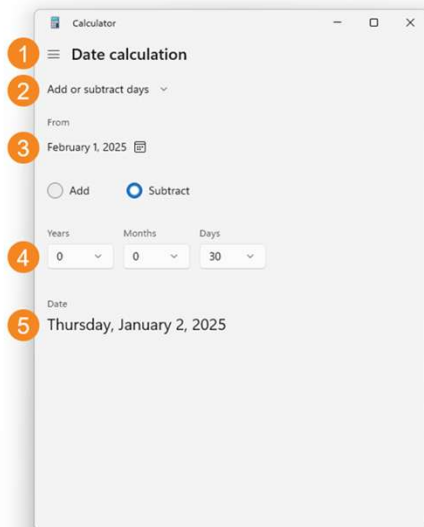 Calculator
1 Date calculation
2 Add or subtract days
From
3 February 1, 2025
Add Subtract
Years Months Days
4 0 0 30
Date
5 Thursday, January 2, 2025